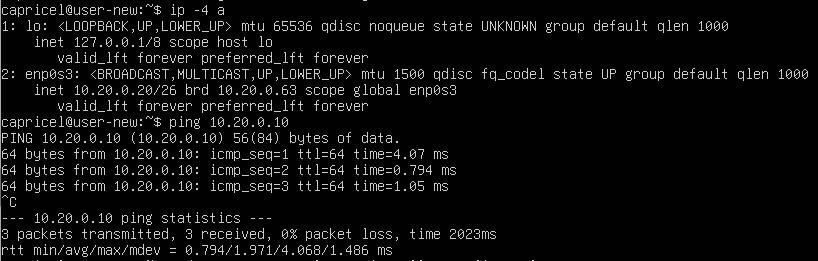 capricel@user-new:~$ ip -4 a
1: lo: <LOOPBACK,UP,LOWER_UP> mtu 65536 qdisc noqueue state UNKNOWN group default qlen 1000
    inet 127.0.0.1/8 scope host lo
       valid_lft forever preferred_lft forever
2: enp0s3: <BROADCAST,MULTICAST,UP,LOWER_UP> mtu 1500 qdisc fq_codel state UP group default qlen 1000
    inet 10.20.0.20/26 brd 10.20.0.63 scope global enp0s3
       valid_lft forever preferred_lft forever
capricel@user-new:~$ ping 10.20.0.10
PING 10.20.0.10 (10.20.0.10) 56(84) bytes of data.
64 bytes from 10.20.0.10: icmp_seq=1 ttl=64 time=4.07 ms
64 bytes from 10.20.0.10: icmp_seq=2 ttl=64 time=0.794 ms
64 bytes from 10.20.0.10: icmp_seq=3 ttl=64 time=1.05 ms
^C
--- 10.20.0.10 ping statistics ---
3 packets transmitted, 3 received, 0% packet loss, time 2023ms
rtt min/avg/max/mdev = 0.794/1.971/4.068/1.486 ms